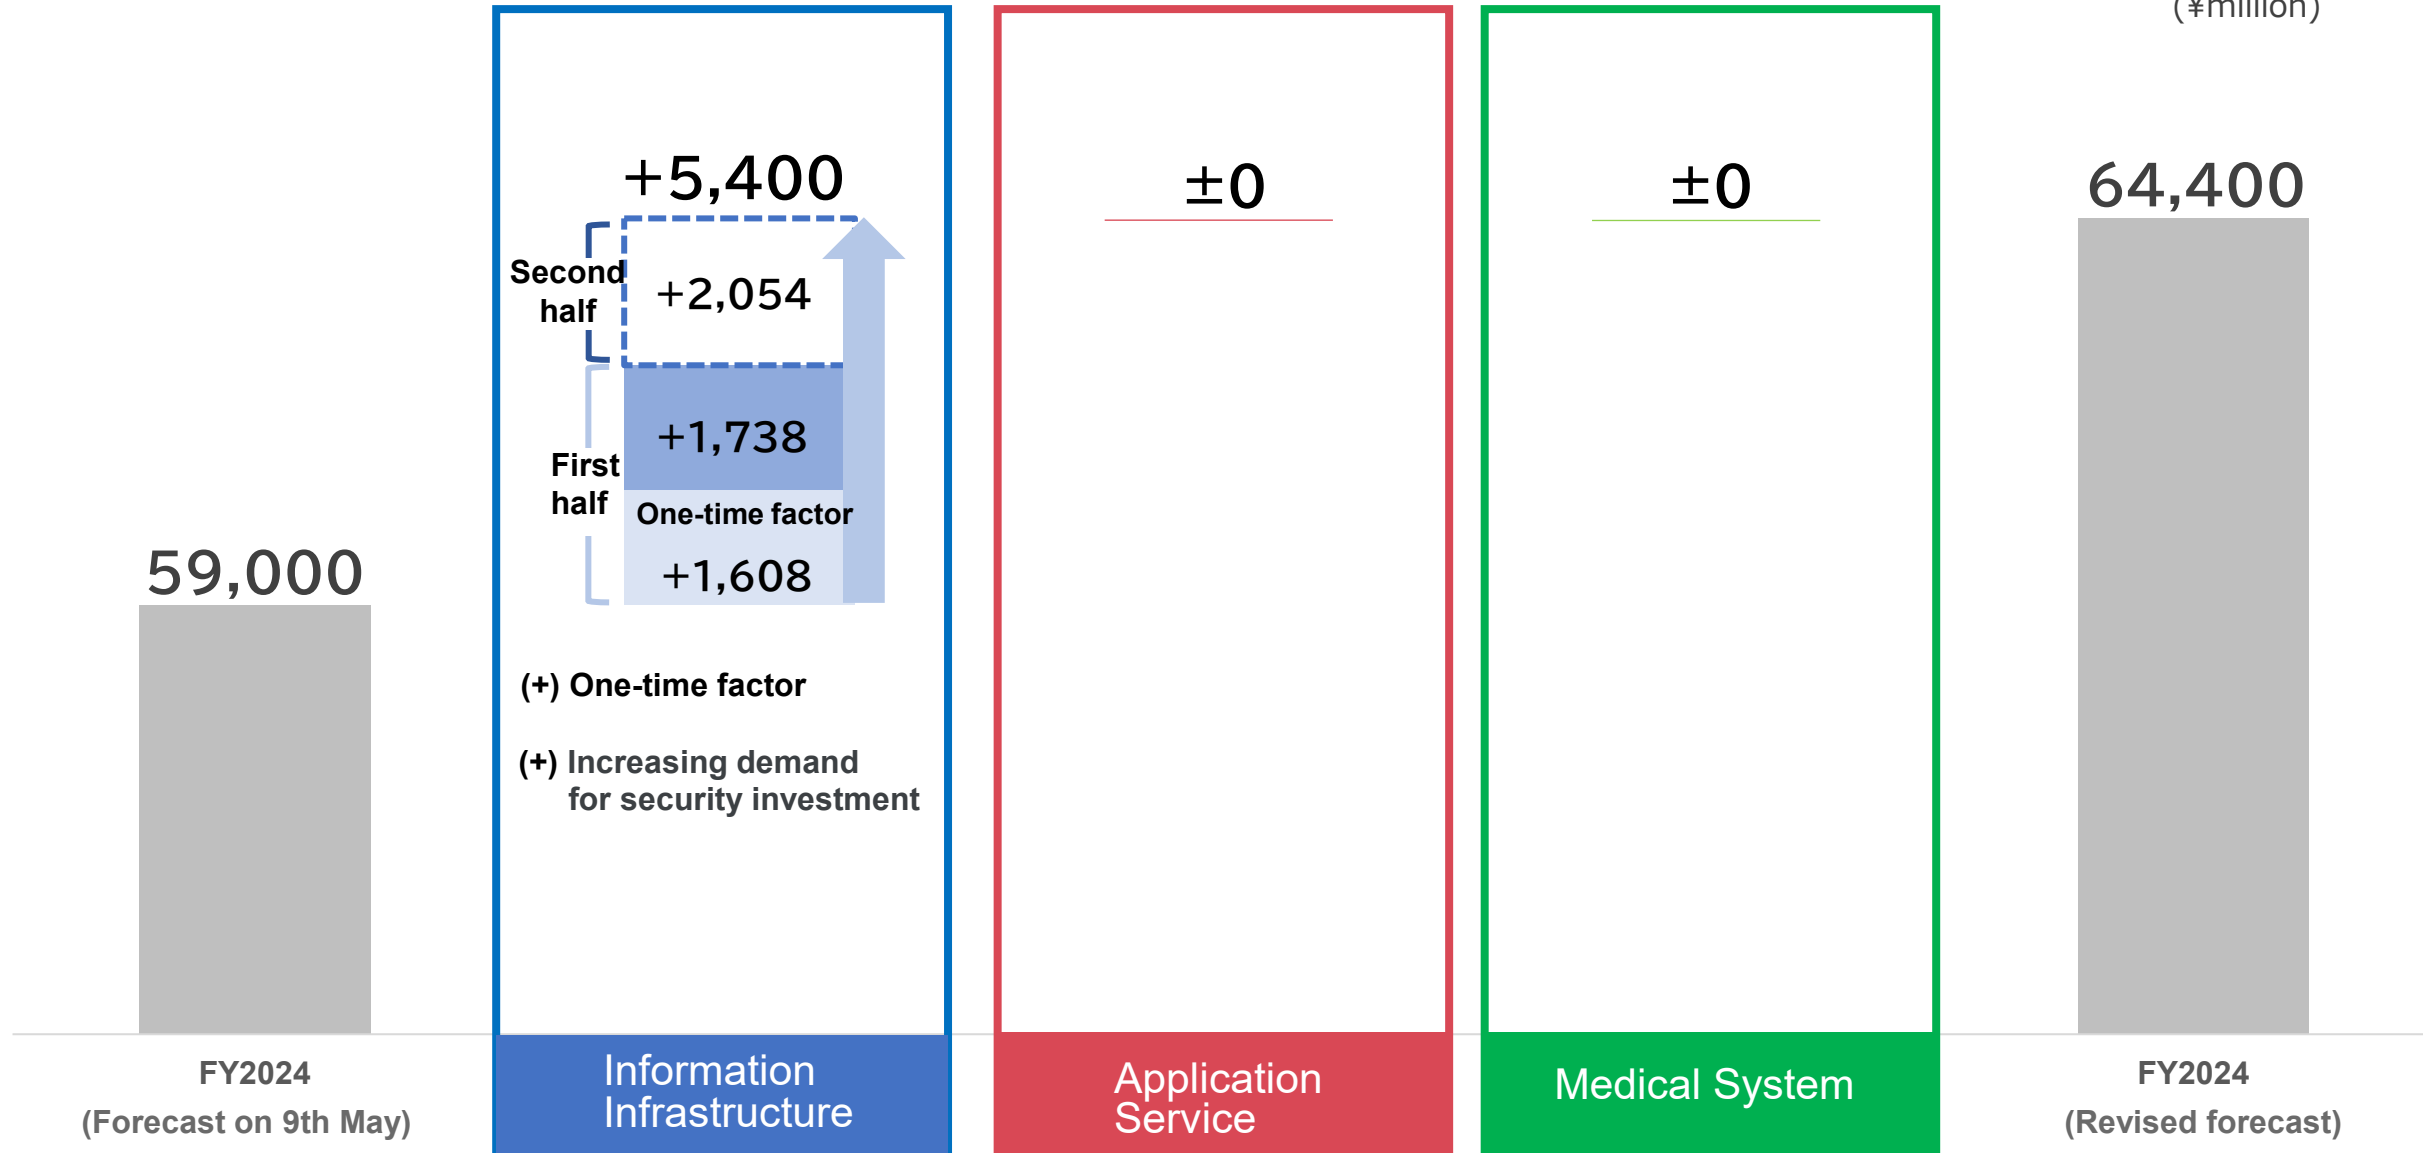 (¥million)
+5,400
±0
±0
64,400
Second
half
+2,054
+1,738
First
half
One-time factor
+1,608
59,000
(+) One-time factor
(+) Increasing demand
for security investment
FY2024
(Forecast on 9th May)
Information
Infrastructure
Application
Service
Medical System
FY2024
(Revised forecast)